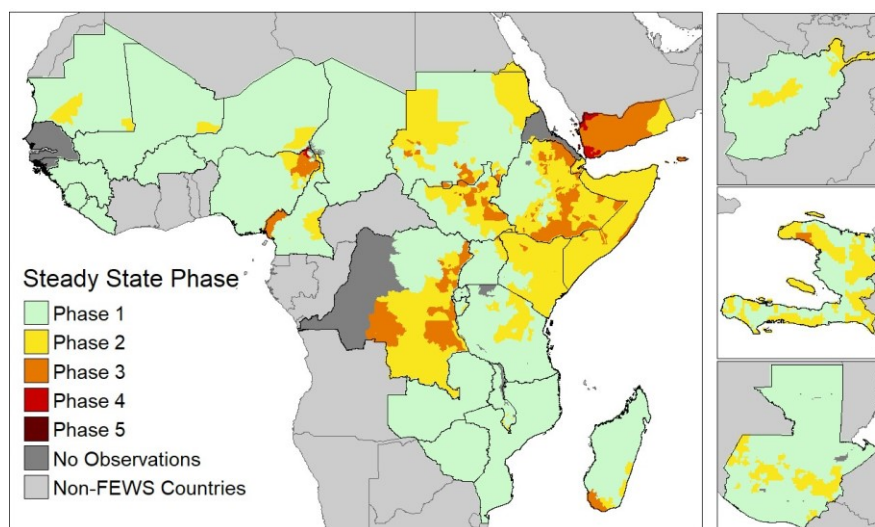 Steady State Phase
Phase 1
Phase 2
Phase 3
Phase 4
Phase 5
No Observations
Non-FEWS Countries